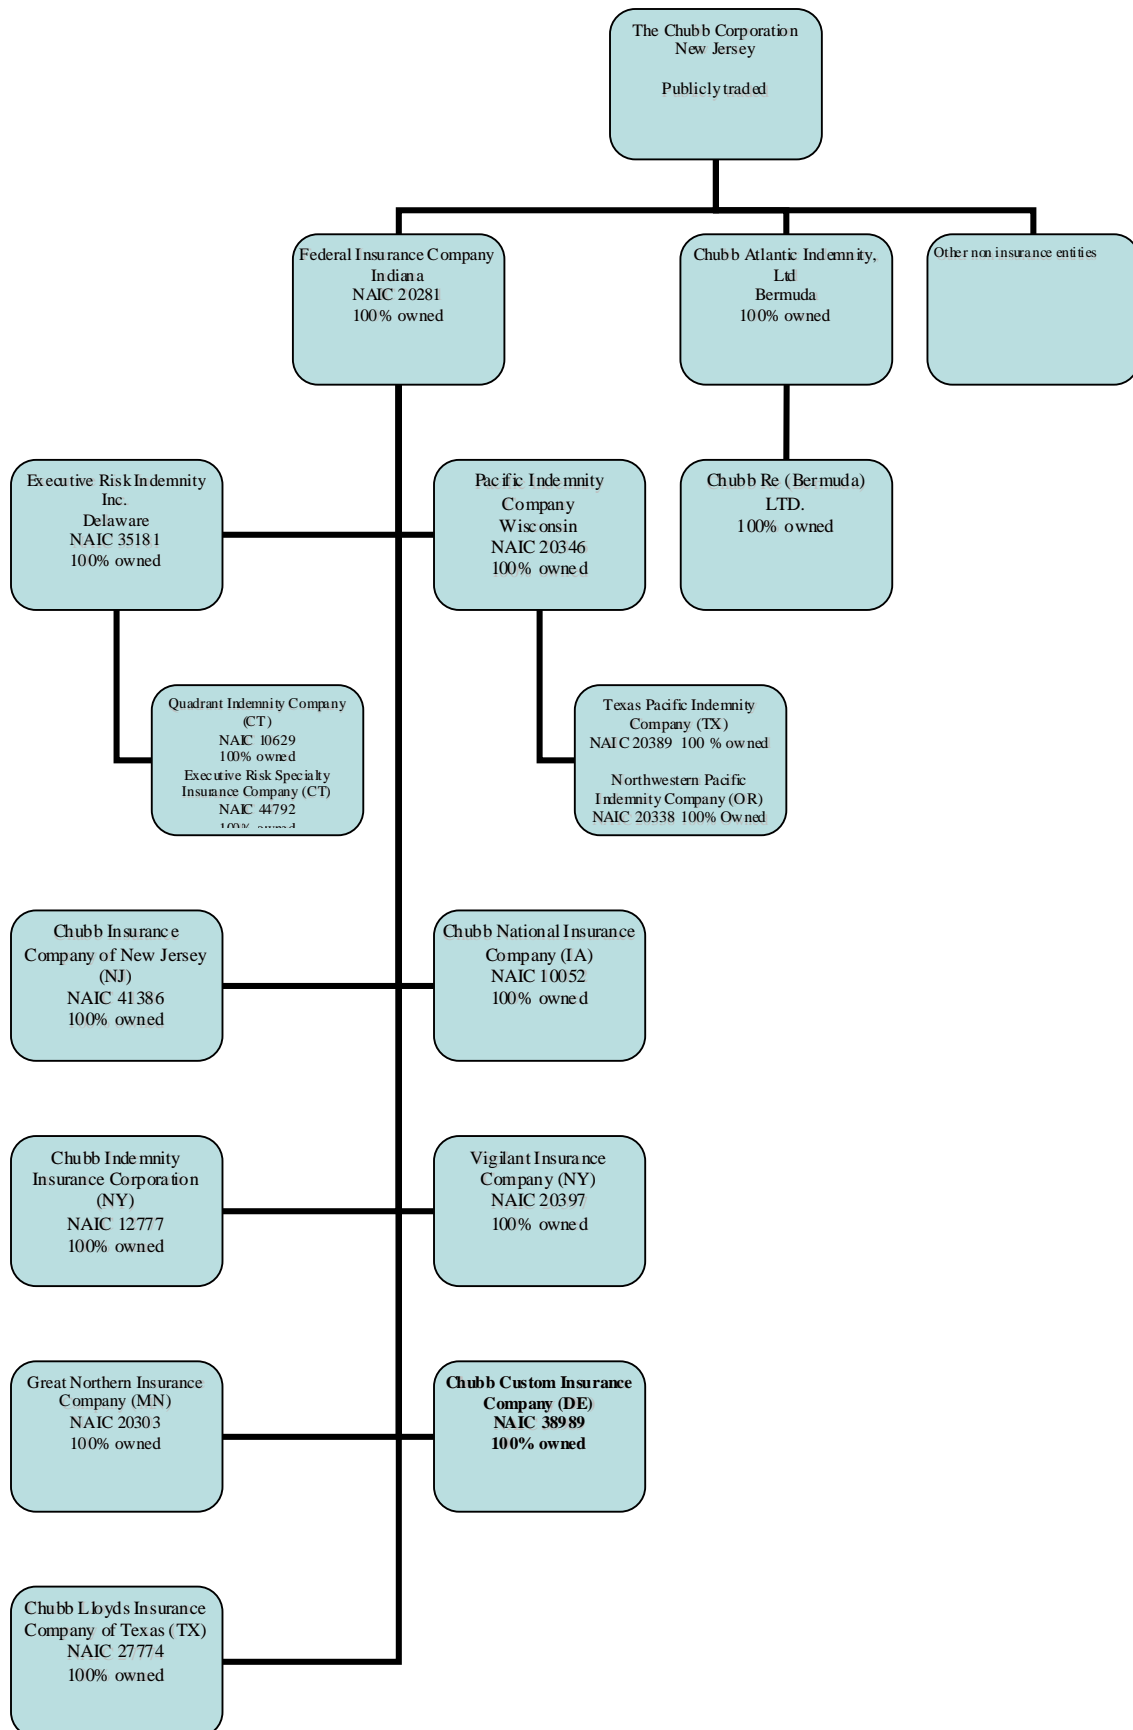 The Chubb Corporation
New Jersey
Publicly traded
Federal Insurance Company
Indiana
NAIC 20281
100% owned
Chubb Atlantic Indemnity,
Ltd
Bermuda
100% owned
Other non insurance entities
Executive Risk Indemnity
Inc.
Delaware
NAIC 35181
100% owned
Pacific Indemnity
Company
Wisconsin
NAIC 20346
100% owned
Chubb Re (Bermuda)
LTD.
100% owned
Quadrant Indemnity Company
(CT)
NAIC 10629
100% owned
Executive Risk Specialty
Insurance Company (CT)
NAIC 44792
100% owned
Texas Pacific Indemnity
Company (TX)
NAIC 20389 100 % owned
Northwestern Pacific
Indemnity Company (OR)
NAIC 20338 100% Owned
Chubb Insurance
Company of New Jersey
(NJ)
NAIC 41386
100% owned
Chubb National Insurance
Company (IA)
NAIC 10052
100% owned
Chubb Indemnity
Insurance Corporation
(NY)
NAIC 12777
100% owned
Vigilant Insurance
Company (NY)
NAIC 20397
100% owned
Great Northern Insurance
Company (MN)
NAIC 20303
100% owned
Chubb Custom Insurance
Company (DE)
NAIC 38989
100% owned
Chubb Lloyds Insurance
Company of Texas (TX)
NAIC 27774
100% owned